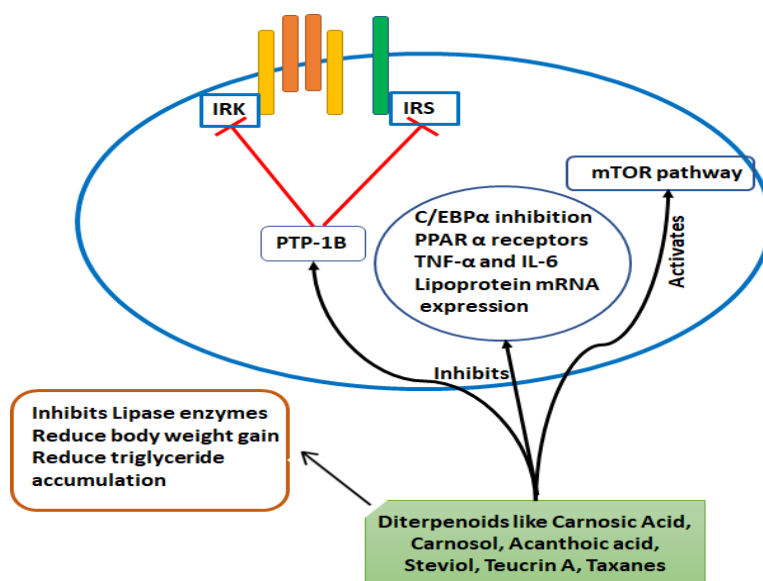 IRK
IRS
mTOR pathway
PTP-1B
C/EBPα inhibition
PPAR α receptors
TNF-α and IL-6
Lipoprotein mRNA
expression
Activates
Inhibits
Inhibits Lipase enzymes
Reduce body weight gain
Reduce triglyceride
accumulation
Diterpenoids like Carnosic Acid,
Carnosol, Acanthoic acid,
Steviol, Teucrin A, Taxanes